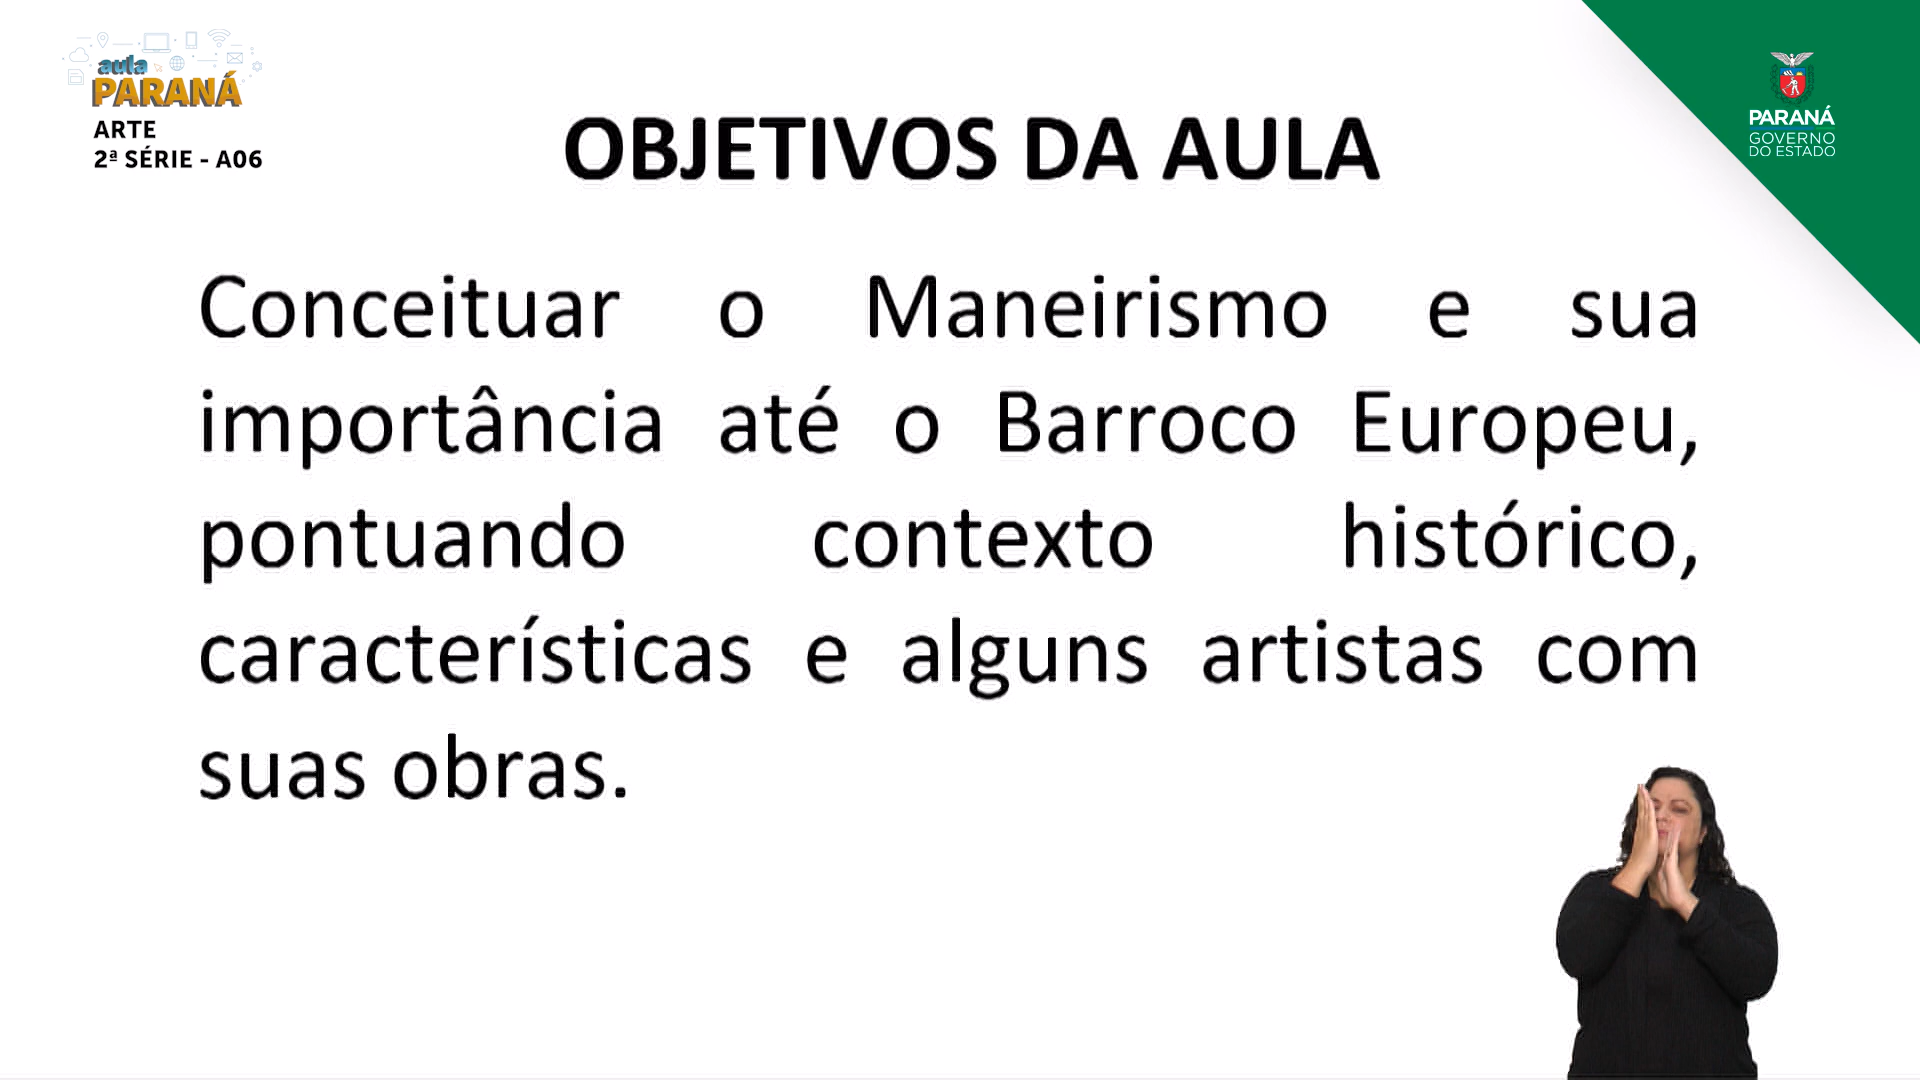 aula
PARANÁ
ARTE
2ª SÉRIE - A06
PARANÁ
GOVERNO
DO ESTADO
OBJETIVOS DA AULA
Conceituar o Maneirismo e sua
importância até o Barroco Europeu,
pontuando contexto histórico,
características e alguns artistas com
suas obras.